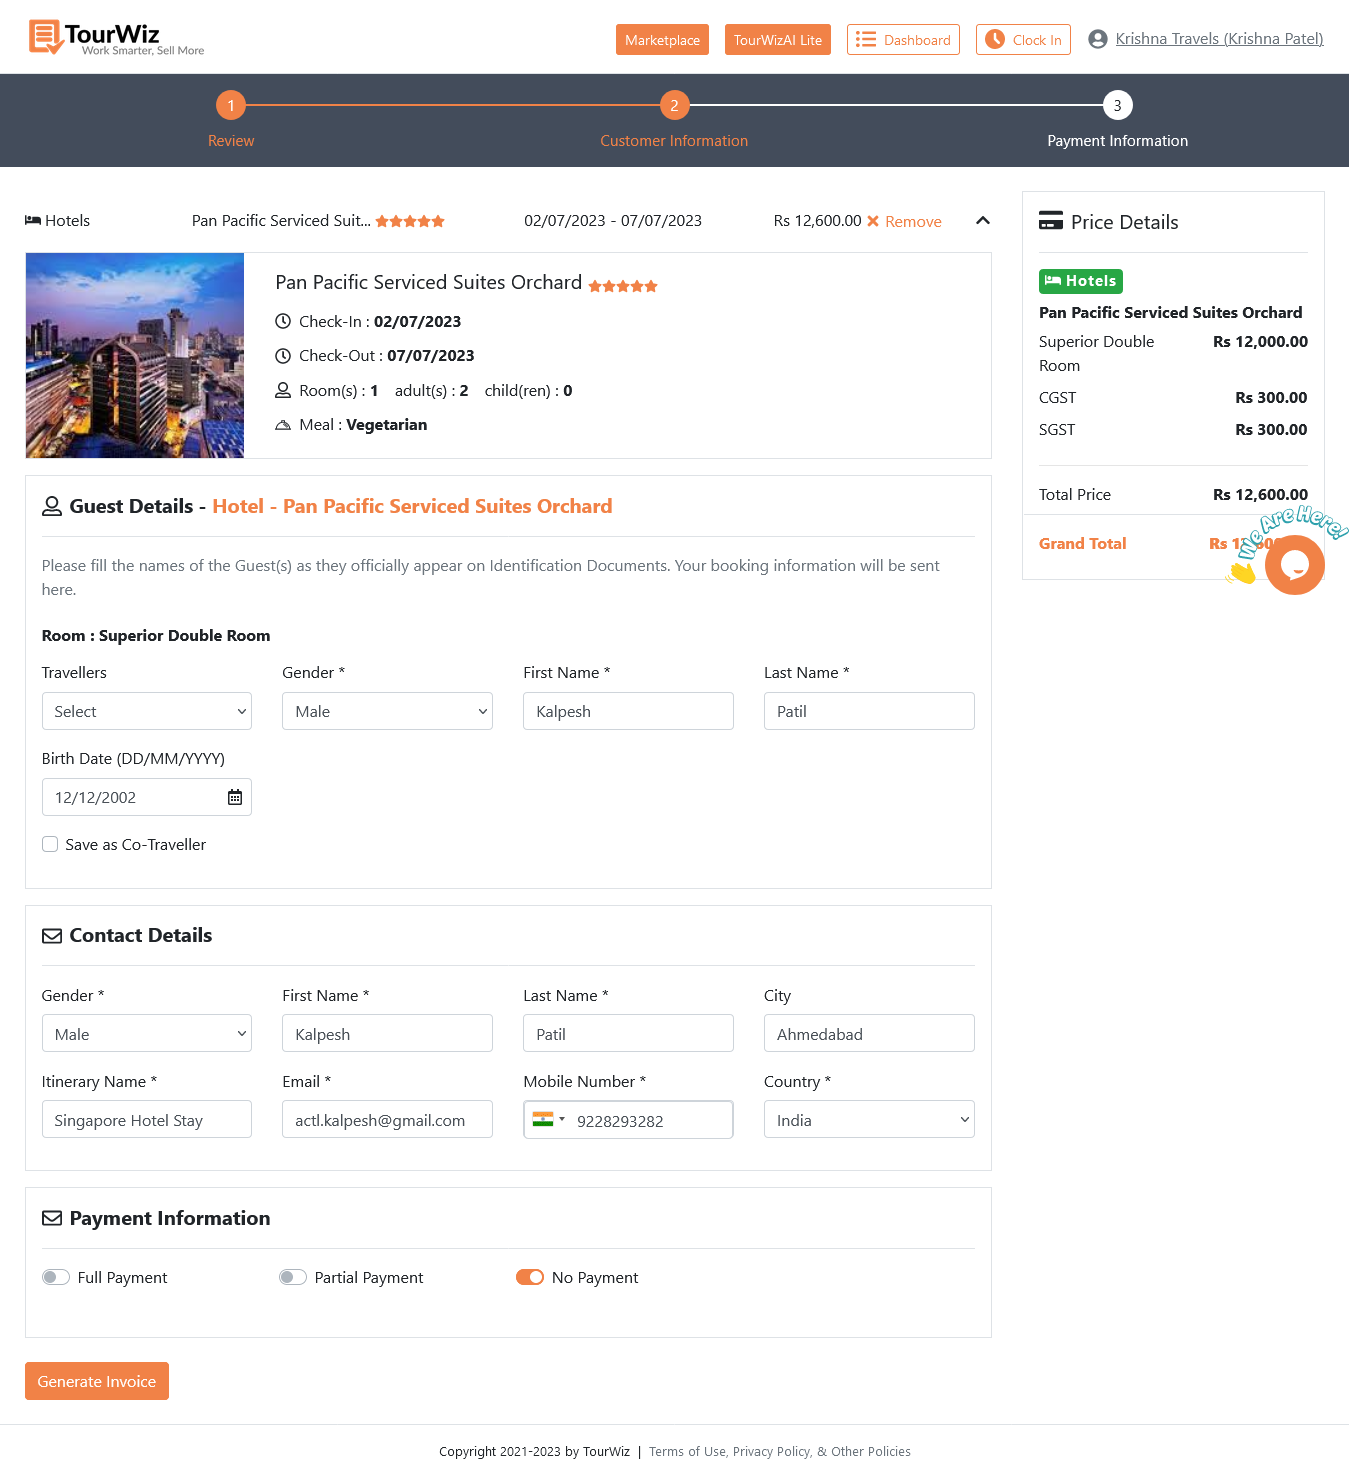 TourWiz
Work Smarter, Sell More
Marketplace
TourWizAI Lite
Dashboard
Clock In
Krishna Travels (Krishna Patel)
1
2
3
Review
Customer Information
Payment Information
Hotels
Pan Pacific Serviced Suit...
02/07/2023 - 07/07/2023
Rs 12,600.00
Remove
Pan Pacific Serviced Suites Orchard
Check-In : 02/07/2023
Check-Out : 07/07/2023
Room(s) : 1 adult(s) : 2 child(ren) : 0
Meal : Vegetarian
Price Details
Hotels
Pan Pacific Serviced Suites Orchard
Superior Double Rs 12,000.00
Room
CGST Rs 300.00
SGST Rs 300.00
Total Price Rs 12,600.00
We Are Here!
Grand Total Rs
Guest Details - Hotel - Pan Pacific Serviced Suites Orchard
Please fill the names of the Guest(s) as they officially appear on Identification Documents. Your booking information will be sent
here.
Room : Superior Double Room
Travellers Gender * First Name * Last Name *
Select Male Kalpesh Patil
Birth Date (DD/MM/YYYY)
12/12/2002
Save as Co-Traveller
Contact Details
Gender * First Name * Last Name * City
Male Kalpesh Patil Ahmedabad
Itinerary Name * Email * Mobile Number * Country *
Singapore Hotel Stay actl.kalpesh@gmail.com 9228293282 India
Payment Information
Full Payment Partial Payment No Payment
Generate Invoice
Copyright 2021-2023 by TourWiz | Terms of Use, Privacy Policy, & Other Policies